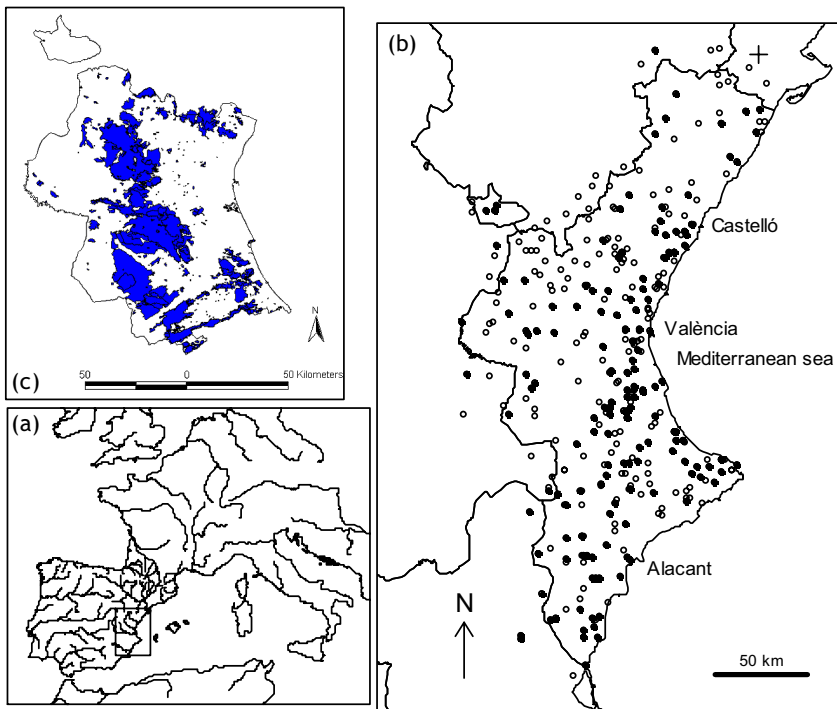 (b)
Castelló
València
Mediterranean sea
Alacant
N
50 km
N
50 0 50 Kilometers
(c)
(a)